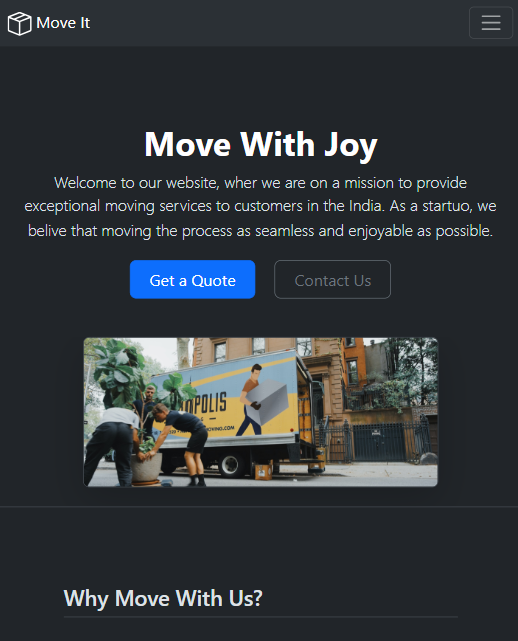 Move It
Move With Joy
Welcome to our website, wher we are on a mission to provide
exceptional moving services to customers in the India. As a startuo, we
belive that moving the process as seamless and enjoyable as possible.
Get a Quote
Contact Us
Why Move With Us?